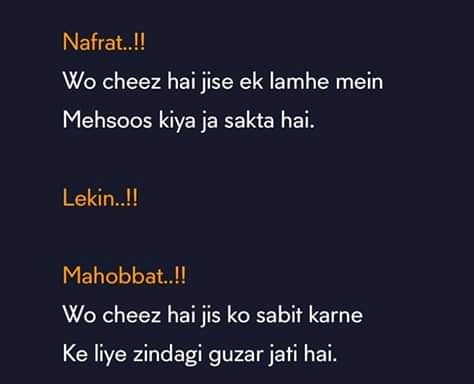 Nafrat..!!
Wo cheez hai jise ek lamhe mein
Mehsoos kiya ja sakta hai.
Lekin..!!
Mahobbat..!!
Wo cheez hai jis ko sabit karne
Ke liye zindagi guzar jati hai.